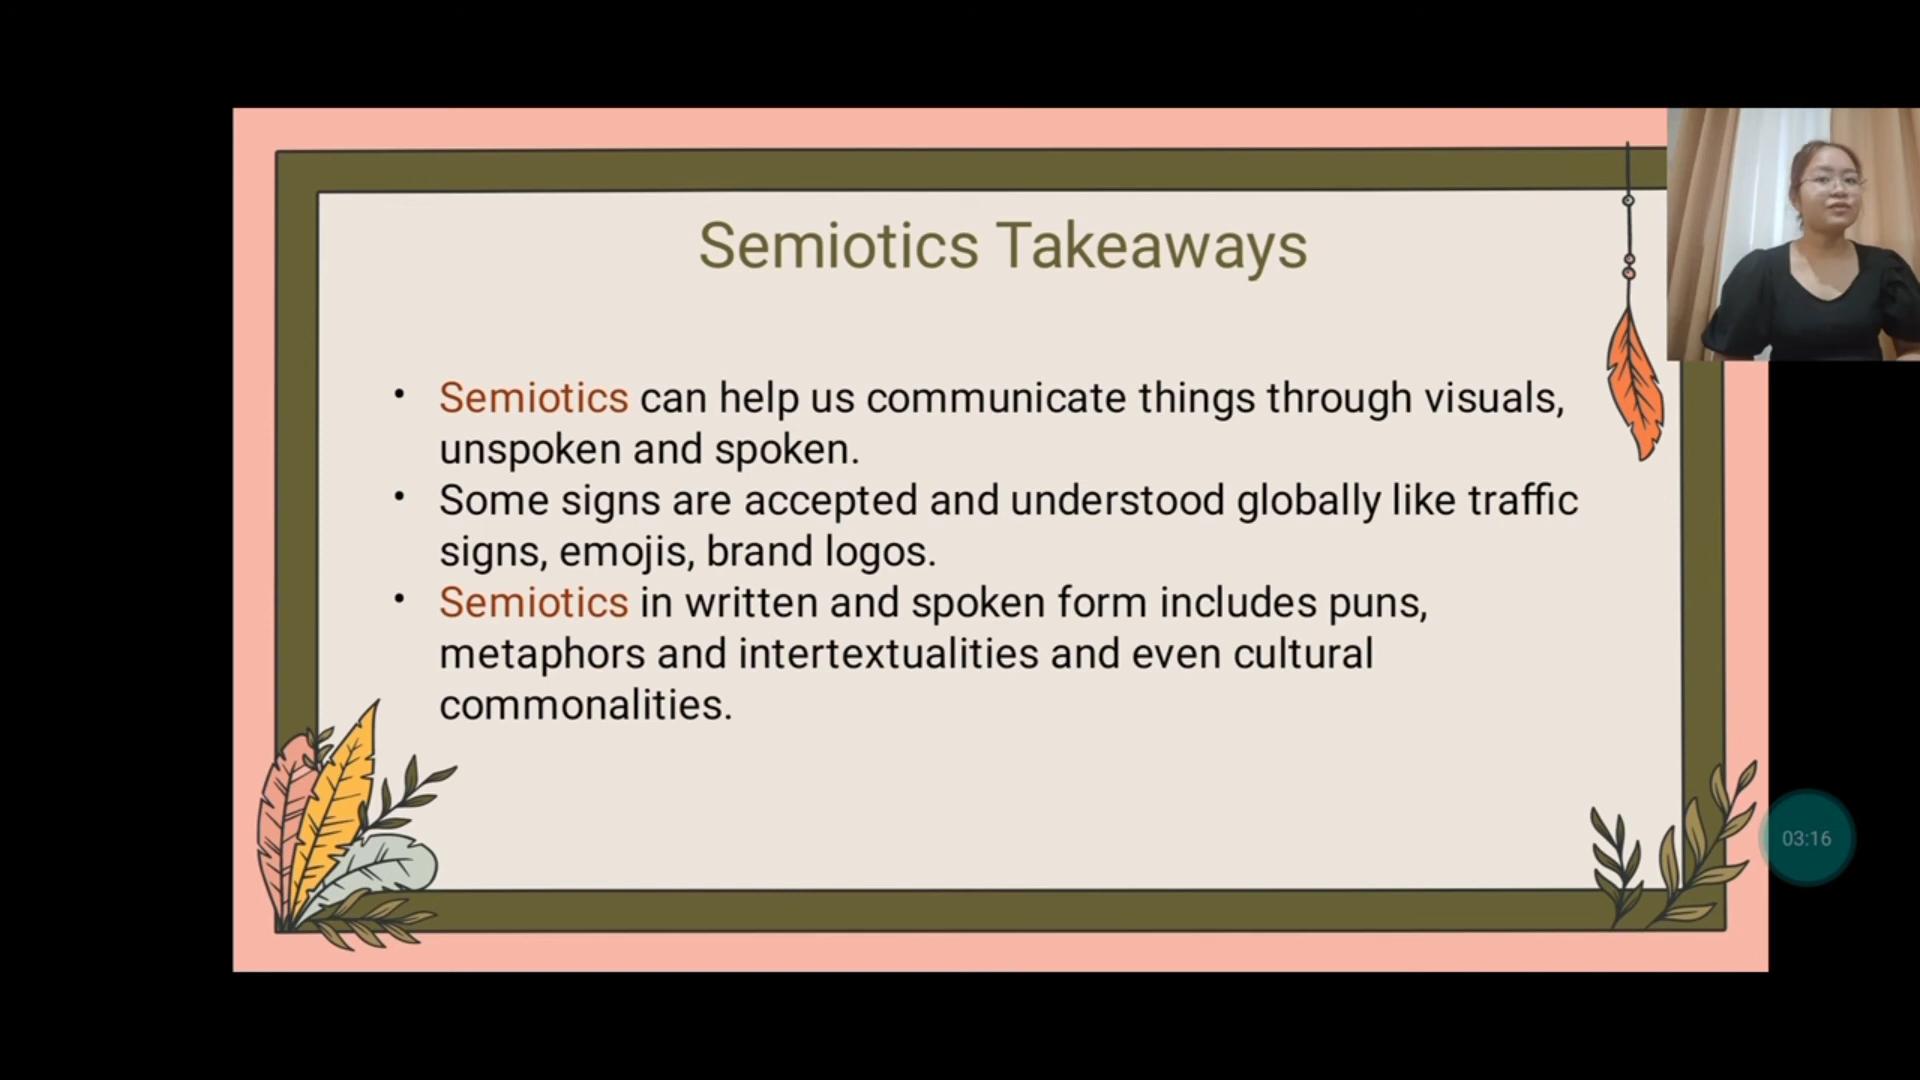 Semiotics Takeaways
• Semiotics can help us communicate things through visuals,
unspoken and spoken.
• Some signs are accepted and understood globally like traffic
signs, emojis, brand logos.
• Semiotics in written and spoken form includes puns,
metaphors and intertextualities and even cultural
commonalities.
03:16